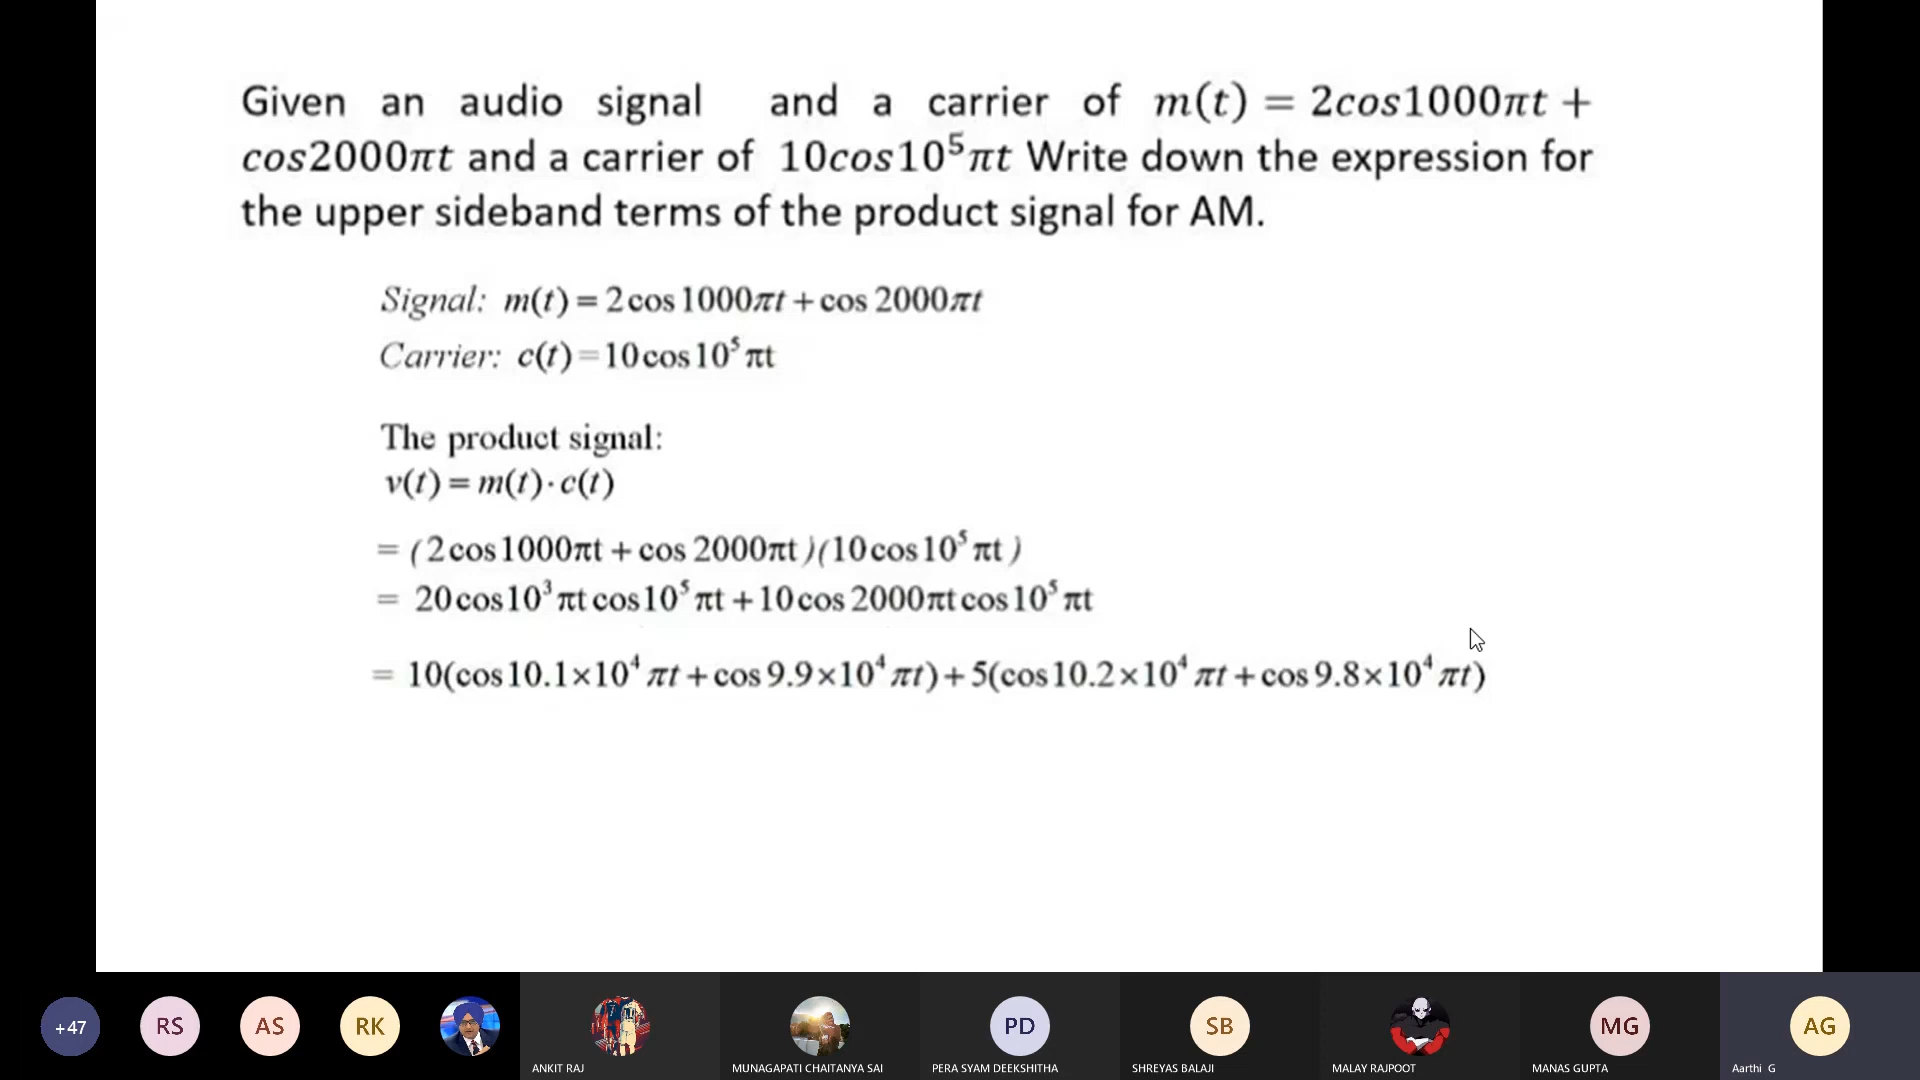 Given an audio signal and a carrier of m(t) = 2cos1000πt +
cos2000πt and a carrier of 10cos10⁵πt Write down the expression for
the upper sideband terms of the product signal for AM.
Signal: m(t) = 2cos1000πt + cos2000πt
Carrier: c(t) = 10cos10⁵πt
The product signal:
v(t) = m(t)·c(t)
= (2cos1000πt + cos2000πt)(10cos10⁵πt)
= 20cos10³πt cos10⁵πt + 10cos2000πt cos10⁵πt
= 10(cos10.1×10⁴πt + cos9.9×10⁴πt) + 5(cos10.2×10⁴πt + cos9.8×10⁴πt)
+47 RS AS RK PD SB MG AG
ANKIT RAJ MUNAGAPATI CHAITANYA SAI PERA SYAM DEEKSHITHA SHREYAS BALAJI MALAY RAJPOOT MANAS GUPTA Aarthi G